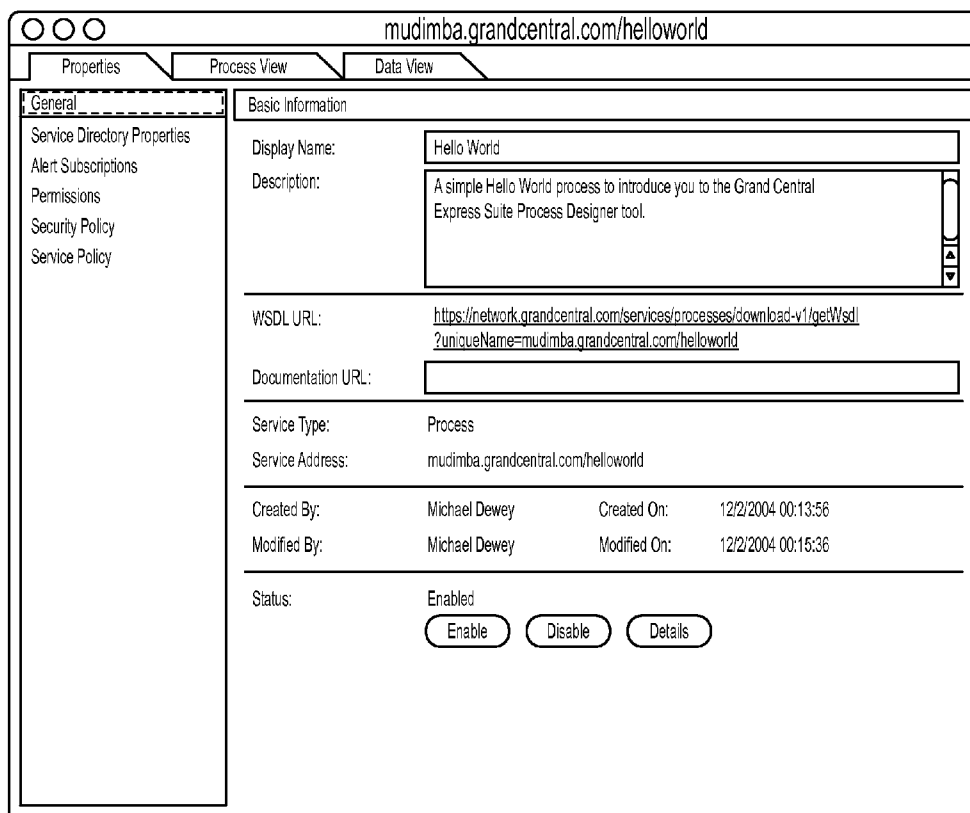 mudimba.grandcentral.com/helloworld
Properties
Process View
Data View
General
Service Directory Properties
Alert Subscriptions
Permissions
Security Policy
Service Policy
Basic Information
Display Name: Hello World
Description: A simple Hello World process to introduce you to the Grand Central
Express Suite Process Designer tool.
WSDL URL: https://network.grandcentral.com/services/processes/download-v1/getWsdl
?uniqueName=mudimba.grandcentral.com/helloworld
Documentation URL:
Service Type: Process
Service Address: mudimba.grandcentral.com/helloworld
Created By: Michael Dewey Created On: 12/2/2004 00:13:56
Modified By: Michael Dewey Modified On: 12/2/2004 00:15:36
Status: Enabled
Enable Disable Details